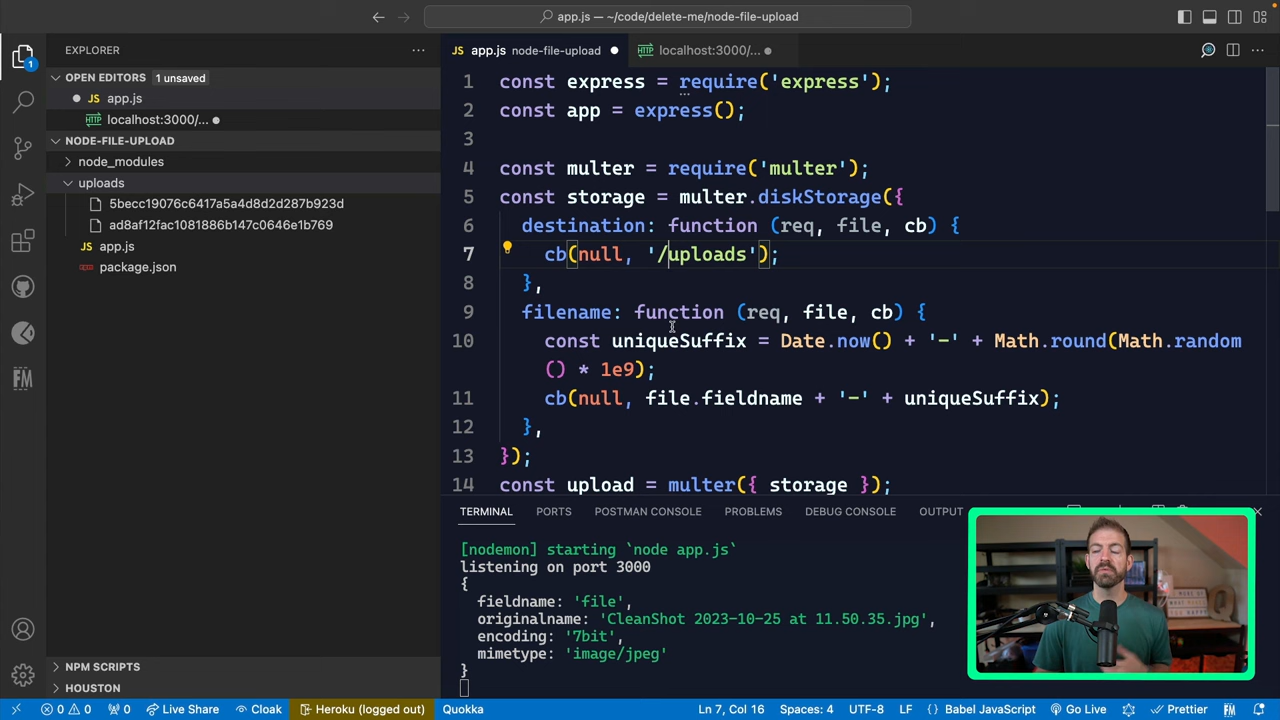 app.js — ~/code/delete-me/node-file-upload
EXPLORER
OPEN EDITORS 1 unsaved
app.js
localhost:3000/...
NODE-FILE-UPLOAD
node_modules
uploads
5becc19076c6417a5a4d8d2d287b923d
ad8af12fac1081886b147c0646e1b769
app.js
package.json
NPM SCRIPTS
HOUSTON
1
FM
JS app.js node-file-upload
HTTP localhost:3000/...
1 const express = require('express');
2 const app = express();
3
4 const multer = require('multer');
5 const storage = multer.diskStorage({
6 destination: function (req, file, cb) {
7 cb(null, '/uploads');
8 },
9 filename: function (req, file, cb) {
10 const uniqueSuffix = Date.now() + '-' + Math.round(Math.random
() * 1e9);
11 cb(null, file.fieldname + '-' + uniqueSuffix);
12 },
13 });
14 const upload = multer({ storage });
TERMINAL PORTS POSTMAN CONSOLE PROBLEMS DEBUG CONSOLE OUTPUT
[nodemon] starting `node app.js`
listening on port 3000
{
fieldname: 'file',
originalname: 'CleanShot 2023-10-25 at 11.50.35.jpg',
encoding: '7bit',
mimetype: 'image/jpeg'
}
0 0 0 Live Share Cloak Heroku (logged out) Quokka Ln 7, Col 16 Spaces: 4 UTF-8 LF {} Babel JavaScript Go Live Prettier FM